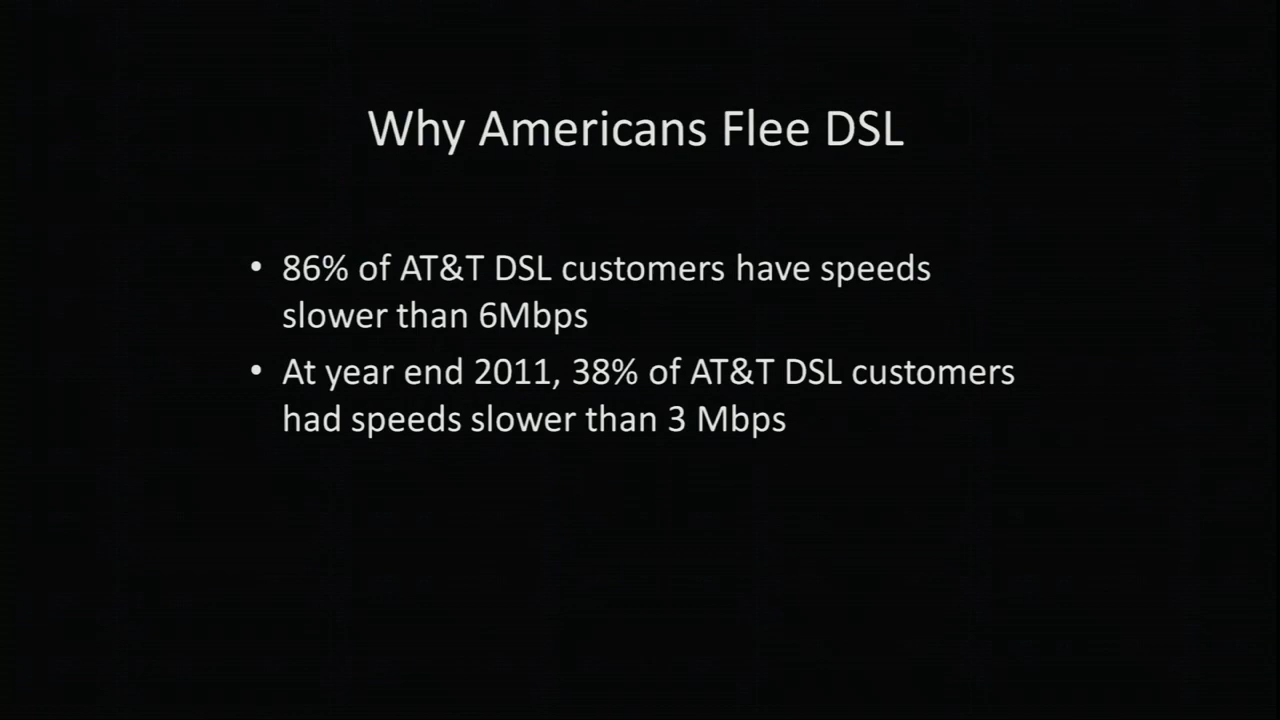 Why Americans Flee DSL
• 86% of AT&T DSL customers have speeds
slower than 6Mbps
• At year end 2011, 38% of AT&T DSL customers
had speeds slower than 3 Mbps